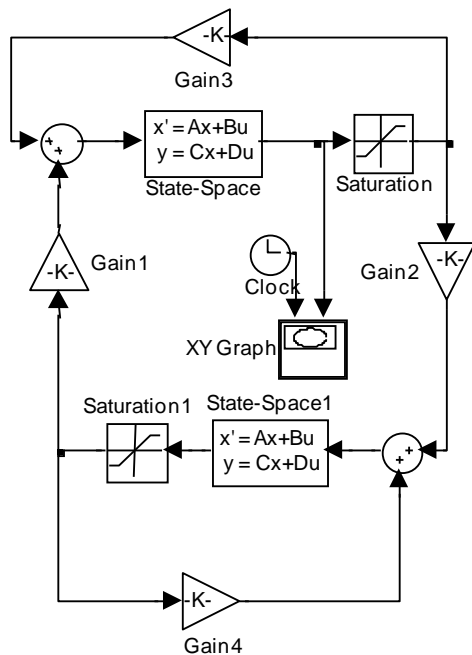 -K-
Gain3
+
+
x' = Ax+Bu
y = Cx+Du
State-Space
Saturation
-K-
Gain1
Clock
-K-
Gain2
XY Graph
Saturation1
State-Space1
x' = Ax+Bu
y = Cx+Du
+
+
-K-
Gain4